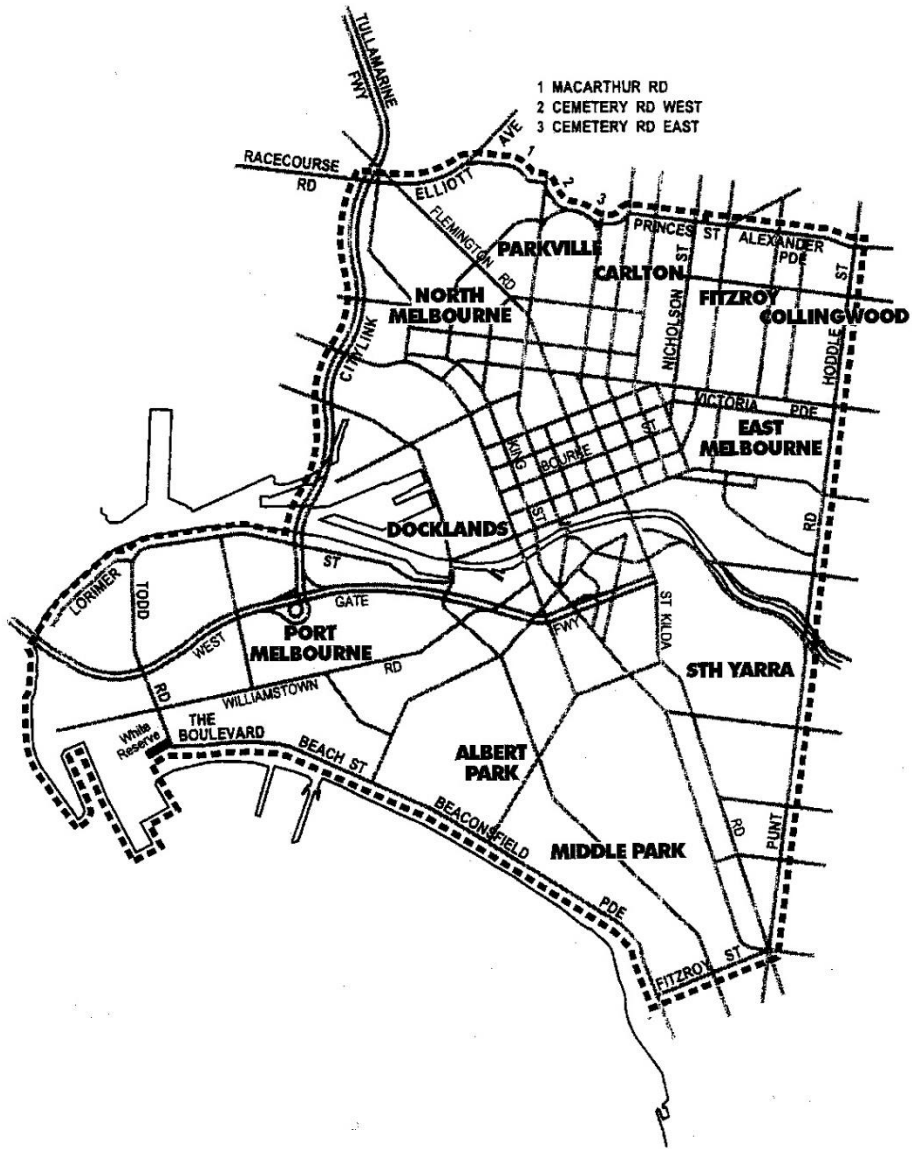 TULLAMARINE
FWY
1 MACARTHUR RD
2 CEMETERY RD WEST
3 CEMETERY RD EAST
RACECOURSE
RD
ELLIOTT
AVE
1
2
3
FLEMINGTON
RD
PARKVILLE
PRINCES ST
ALEXANDER
PDE
CARLTON
NORTH
MELBOURNE
FITZROY
COLLINGWOOD
NICHOLSON
ST
HODDLE
ST
CITYLINK
VICTORIA
PDE
EAST
MELBOURNE
KING
ST
BOURKE
ST
DOCKLANDS
RD
LORIMER
ST
TODD
RD
WEST
GATE
FWY
PORT
MELBOURNE
ST KILDA
RD
STH YARRA
WILLIAMSTOWN
RD
White
Reserve
THE
BOULEVARD
BEACH ST
ALBERT
PARK
BEACONSFIELD
PDE
MIDDLE PARK
PUNT
FITZROY ST